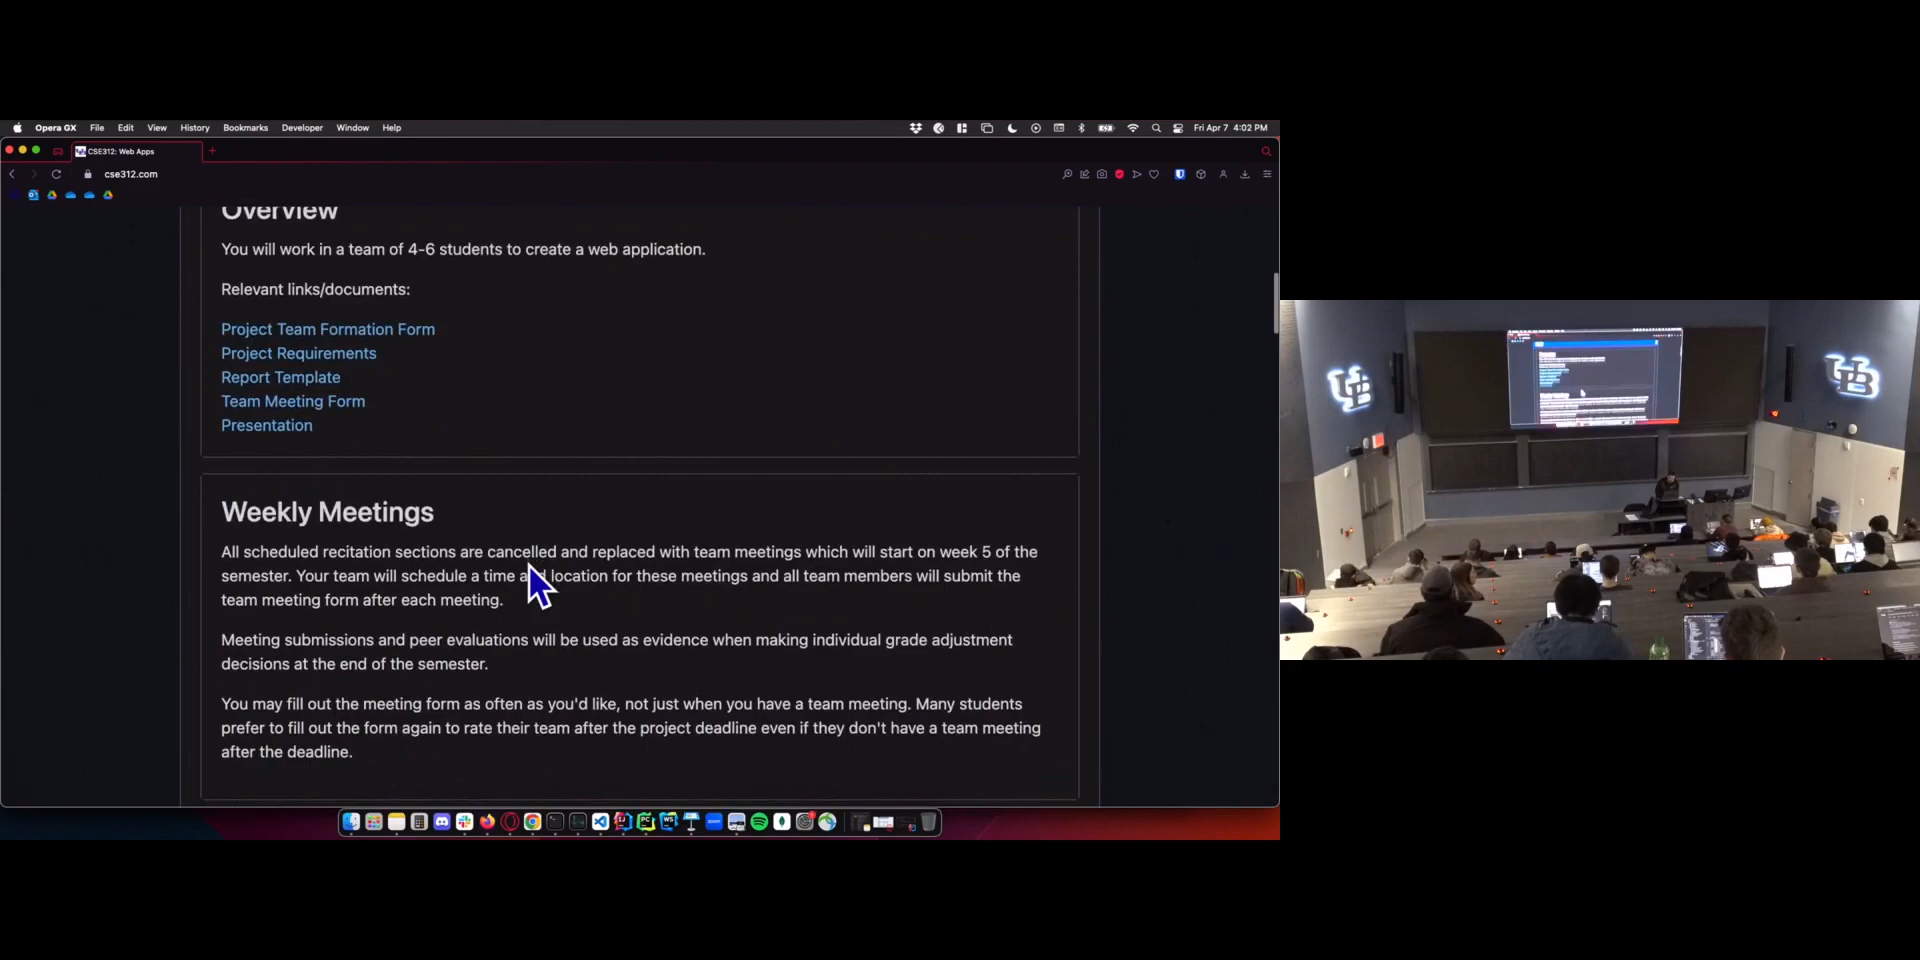 Opera GX File Edit View History Bookmarks Developer Window Help Fri Apr 7 4:02 PM
CSE312: Web Apps
cse312.com
Overview
You will work in a team of 4-6 students to create a web application.
Relevant links/documents:
Project Team Formation Form
Project Requirements
Report Template
Team Meeting Form
Presentation
Weekly Meetings
All scheduled recitation sections are cancelled and replaced with team meetings which will start on week 5 of the
semester. Your team will schedule a time and location for these meetings and all team members will submit the
team meeting form after each meeting.
Meeting submissions and peer evaluations will be used as evidence when making individual grade adjustment
decisions at the end of the semester.
You may fill out the meeting form as often as you'd like, not just when you have a team meeting. Many students
prefer to fill out the form again to rate their team after the project deadline even if they don't have a team meeting
after the deadline.
UB
UB